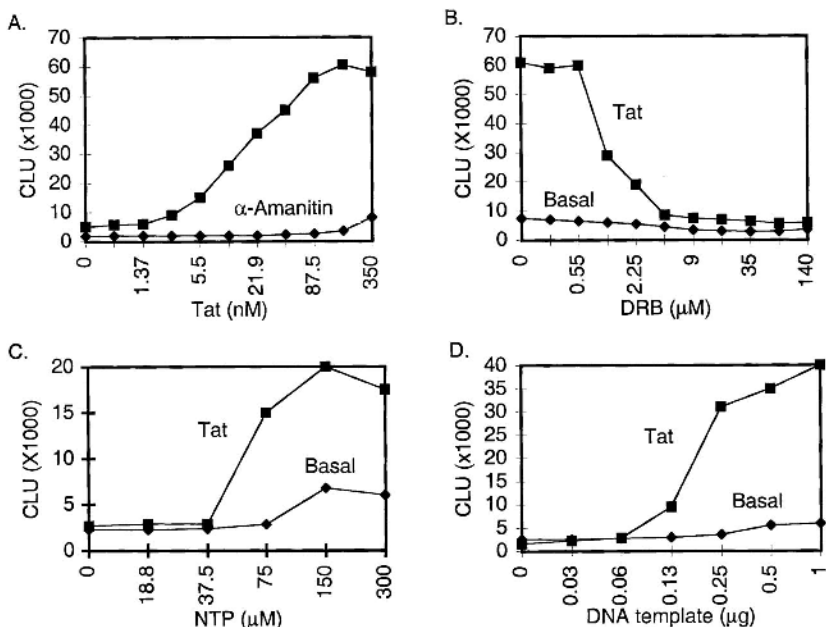 A.
CLU (x1000)
70
60
50
40
30
20
10
0
α-Amanitin
0
1.37
5.5
21.9
87.5
350
Tat (nM)
B.
CLU (X1000)
70
60
50
40
30
20
10
0
Tat
Basal
0
0.55
2.25
9
35
140
DRB (µM)
C.
CLU (X1000)
20
15
10
5
0
Tat
Basal
0
18.8
37.5
75
150
300
NTP (µM)
D.
CLU (x1000)
40
35
30
25
20
15
10
5
0
Tat
Basal
0
0.03
0.06
0.13
0.25
0.5
1
DNA template (µg)